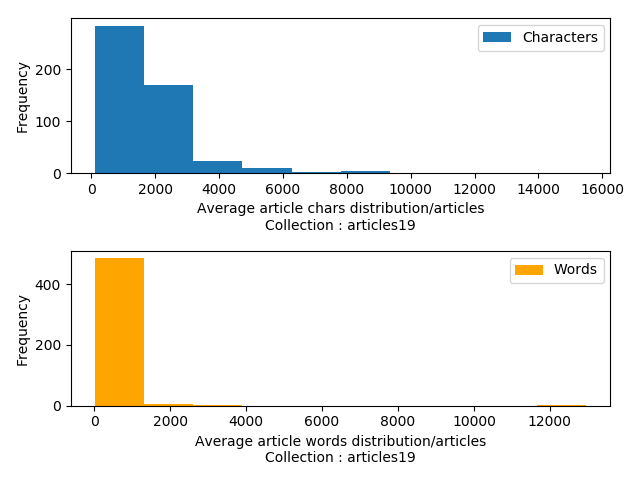 Characters
Frequency
200
100
0
0 2000 4000 6000 8000 10000 12000 14000 16000
Average article chars distribution/articles
Collection : articles19
Words
Frequency
400
200
0
0 2000 4000 6000 8000 10000 12000
Average article words distribution/articles
Collection : articles19